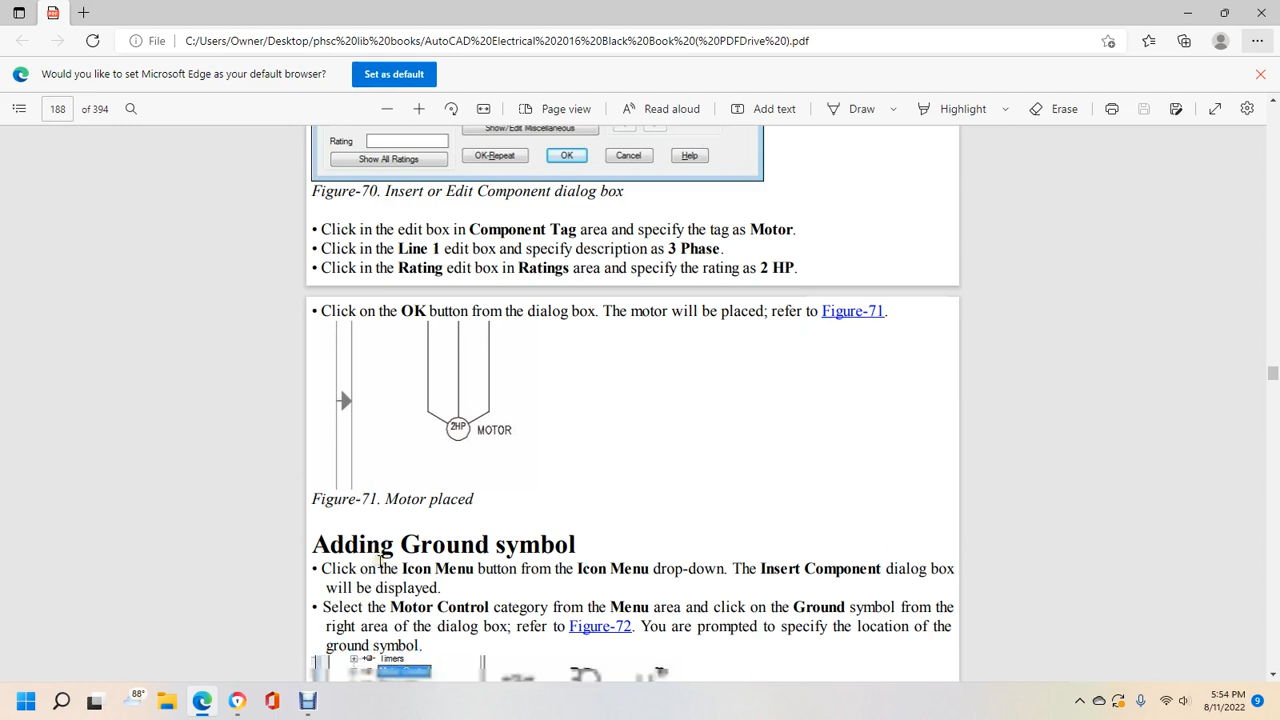 File
C:/Users/Owner/Desktop/phsc%20lib%20books/AutoCAD%20Electrical%202016%20Black%20Book%20(%20PDFDrive%20).pdf
Would you like to set Microsoft Edge as your default browser?
Set as default
188 of 394
Page view
Read aloud
Add text
Draw
Highlight
Erase
Show/Edit Miscellaneous
Rating
Show All Ratings
OK-Repeat
OK
Cancel
Help
Figure-70. Insert or Edit Component dialog box
• Click in the edit box in Component Tag area and specify the tag as Motor.
• Click in the Line 1 edit box and specify description as 3 Phase.
• Click in the Rating edit box in Ratings area and specify the rating as 2 HP.
• Click on the OK button from the dialog box. The motor will be placed; refer to Figure-71.
2HP MOTOR
Figure-71. Motor placed
Adding Ground symbol
• Click on the Icon Menu button from the Icon Menu drop-down. The Insert Component dialog box
will be displayed.
• Select the Motor Control category from the Menu area and click on the Ground symbol from the
right area of the dialog box; refer to Figure-72. You are prompted to specify the location of the
ground symbol.
Timers
Motor Control
88°
5:54 PM
8/11/2022
9